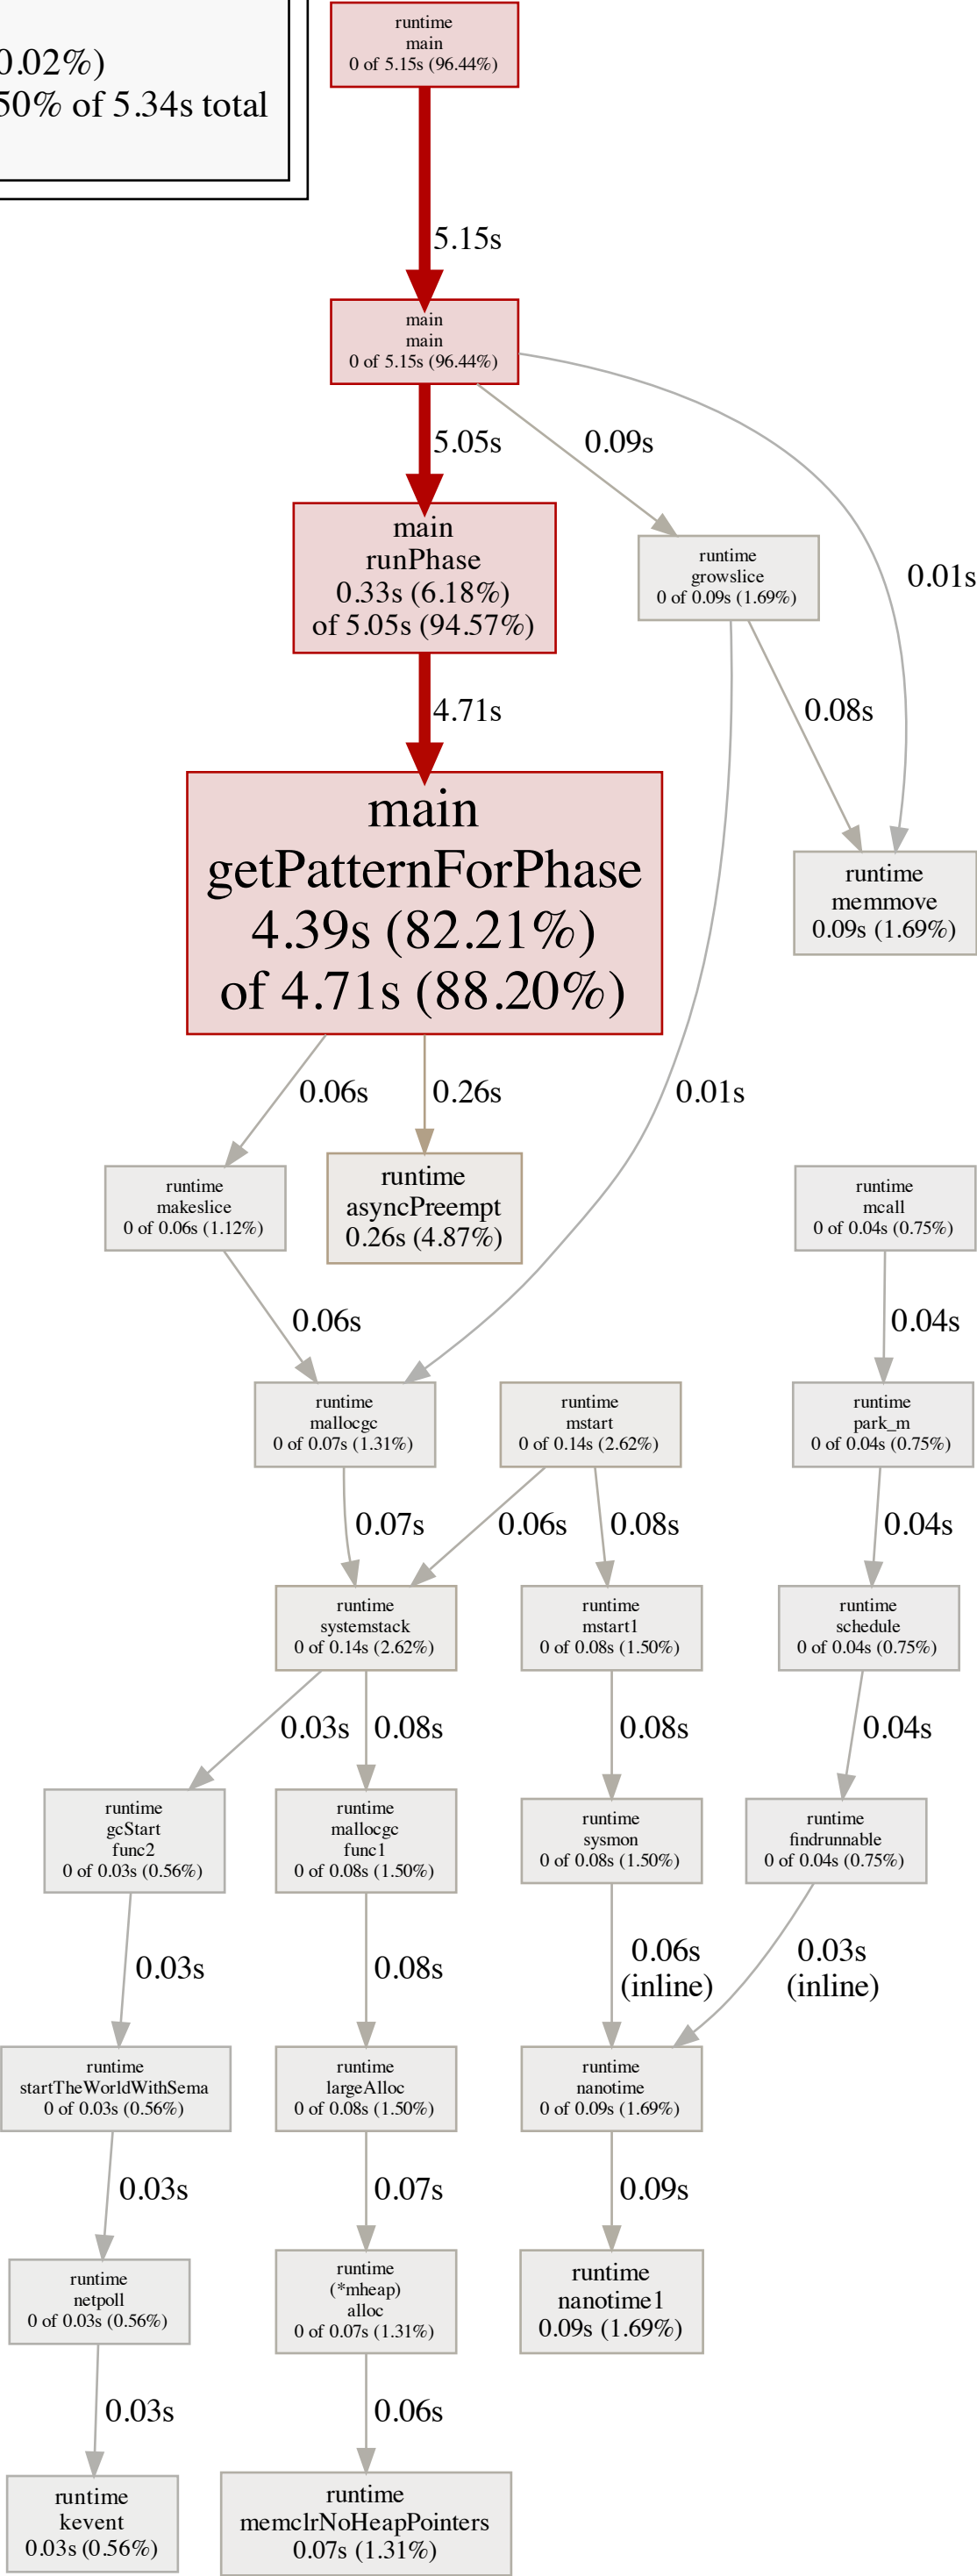 0.02%)
50% of 5.34s total
runtime
main
0 of 5.15s (96.44%)
5.15s
main
main
0 of 5.15s (96.44%)
5.05s
0.09s
0.01s
main
runPhase
0.33s (6.18%)
of 5.05s (94.57%)
runtime
growslice
0 of 0.09s (1.69%)
4.71s
0.08s
main
getPatternForPhase
4.39s (82.21%)
of 4.71s (88.20%)
runtime
memmove
0.09s (1.69%)
0.06s
0.26s
0.01s
runtime
makeslice
0 of 0.06s (1.12%)
runtime
asyncPreempt
0.26s (4.87%)
runtime
mcall
0 of 0.04s (0.75%)
0.06s
0.04s
runtime
mallocgc
0 of 0.07s (1.31%)
runtime
mstart
0 of 0.14s (2.62%)
runtime
park_m
0 of 0.04s (0.75%)
0.07s
0.06s
0.08s
0.04s
runtime
systemstack
0 of 0.14s (2.62%)
runtime
mstart1
0 of 0.08s (1.50%)
runtime
schedule
0 of 0.04s (0.75%)
0.03s
0.08s
0.08s
0.04s
runtime
gcStart
func2
0 of 0.03s (0.56%)
runtime
mallocgc
func1
0 of 0.08s (1.50%)
runtime
sysmon
0 of 0.08s (1.50%)
runtime
findrunnable
0 of 0.04s (0.75%)
0.03s
0.08s
0.06s
(inline)
0.03s
(inline)
runtime
startTheWorldWithSema
0 of 0.03s (0.56%)
runtime
largeAlloc
0 of 0.08s (1.50%)
runtime
nanotime
0 of 0.09s (1.69%)
0.03s
0.07s
0.09s
runtime
netpoll
0 of 0.03s (0.56%)
runtime
(*mheap)
alloc
0 of 0.07s (1.31%)
runtime
nanotime1
0.09s (1.69%)
0.03s
0.06s
runtime
kevent
0.03s (0.56%)
runtime
memclrNoHeapPointers
0.07s (1.31%)